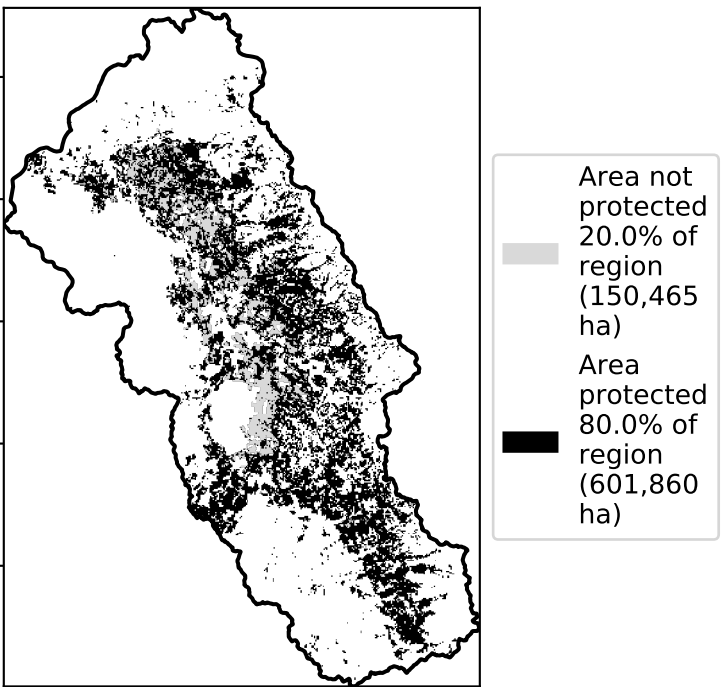 Area not
protected
20.0% of
region
(150,465
ha)
Area
protected
80.0% of
region
(601,860
ha)